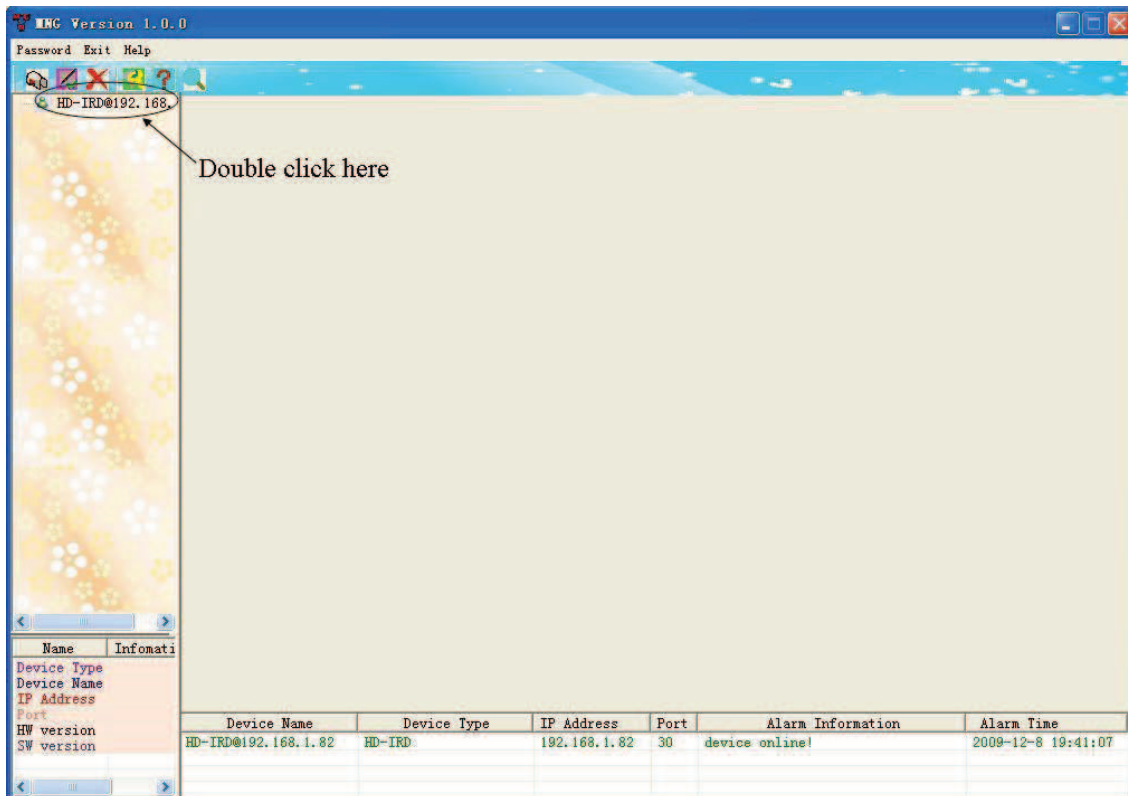 MNG Version 1.0.0
Password Exit Help
HD-IRD@192.168.
Double click here
Name Infomati
Device Type
Device Name
IP Address
Port
HW version
SW version
Device Name Device Type IP Address Port Alarm Information Alarm Time
HD-IRD@192.168.1.82 HD-IRD 192.168.1.82 30 device online! 2009-12-8 19:41:07